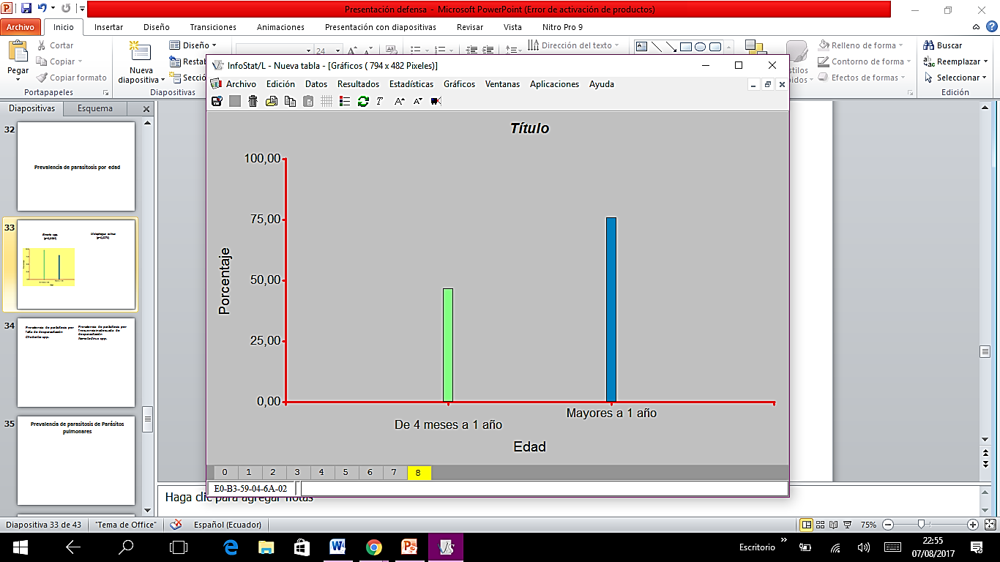 Presentación defensa - Microsoft PowerPoint (Error de activación de productos)
Archivo Inicio Insertar Diseño Transiciones Animaciones Presentación con diapositivas Revisar Vista Nitro Pro 9
Pegar
Cortar
Copiar
Copiar formato
Portapapeles
Nueva diapositiva
Diseño
Restab
Secció
Diapositivas
24
Dirección del texto
Relleno de forma
Contorno de forma
Efectos de formas
Buscar
Reemplazar
Seleccionar
Edición
Diapositivas Esquema
32
Prevalencia de parasitosis por edad
33
34
35
Prevalencia de parasitosis de Parásitos
pulmonares
InfoStat/L - Nueva tabla - [Gráficos ( 794 x 482 Pixeles)]
Archivo Edición Datos Resultados Estadísticas Gráficos Ventanas Aplicaciones Ayuda
Título
100,00
75,00
50,00
25,00
0,00
Porcentaje
De 4 meses a 1 año
Mayores a 1 año
Edad
0 1 2 3 4 5 6 7 8
E0-B3-59-04-6A-02
Haga clic para agregar notas
Diapositiva 33 de 43 "Tema de Office" Español (Ecuador) 75%
Escritorio
22:55
07/08/2017